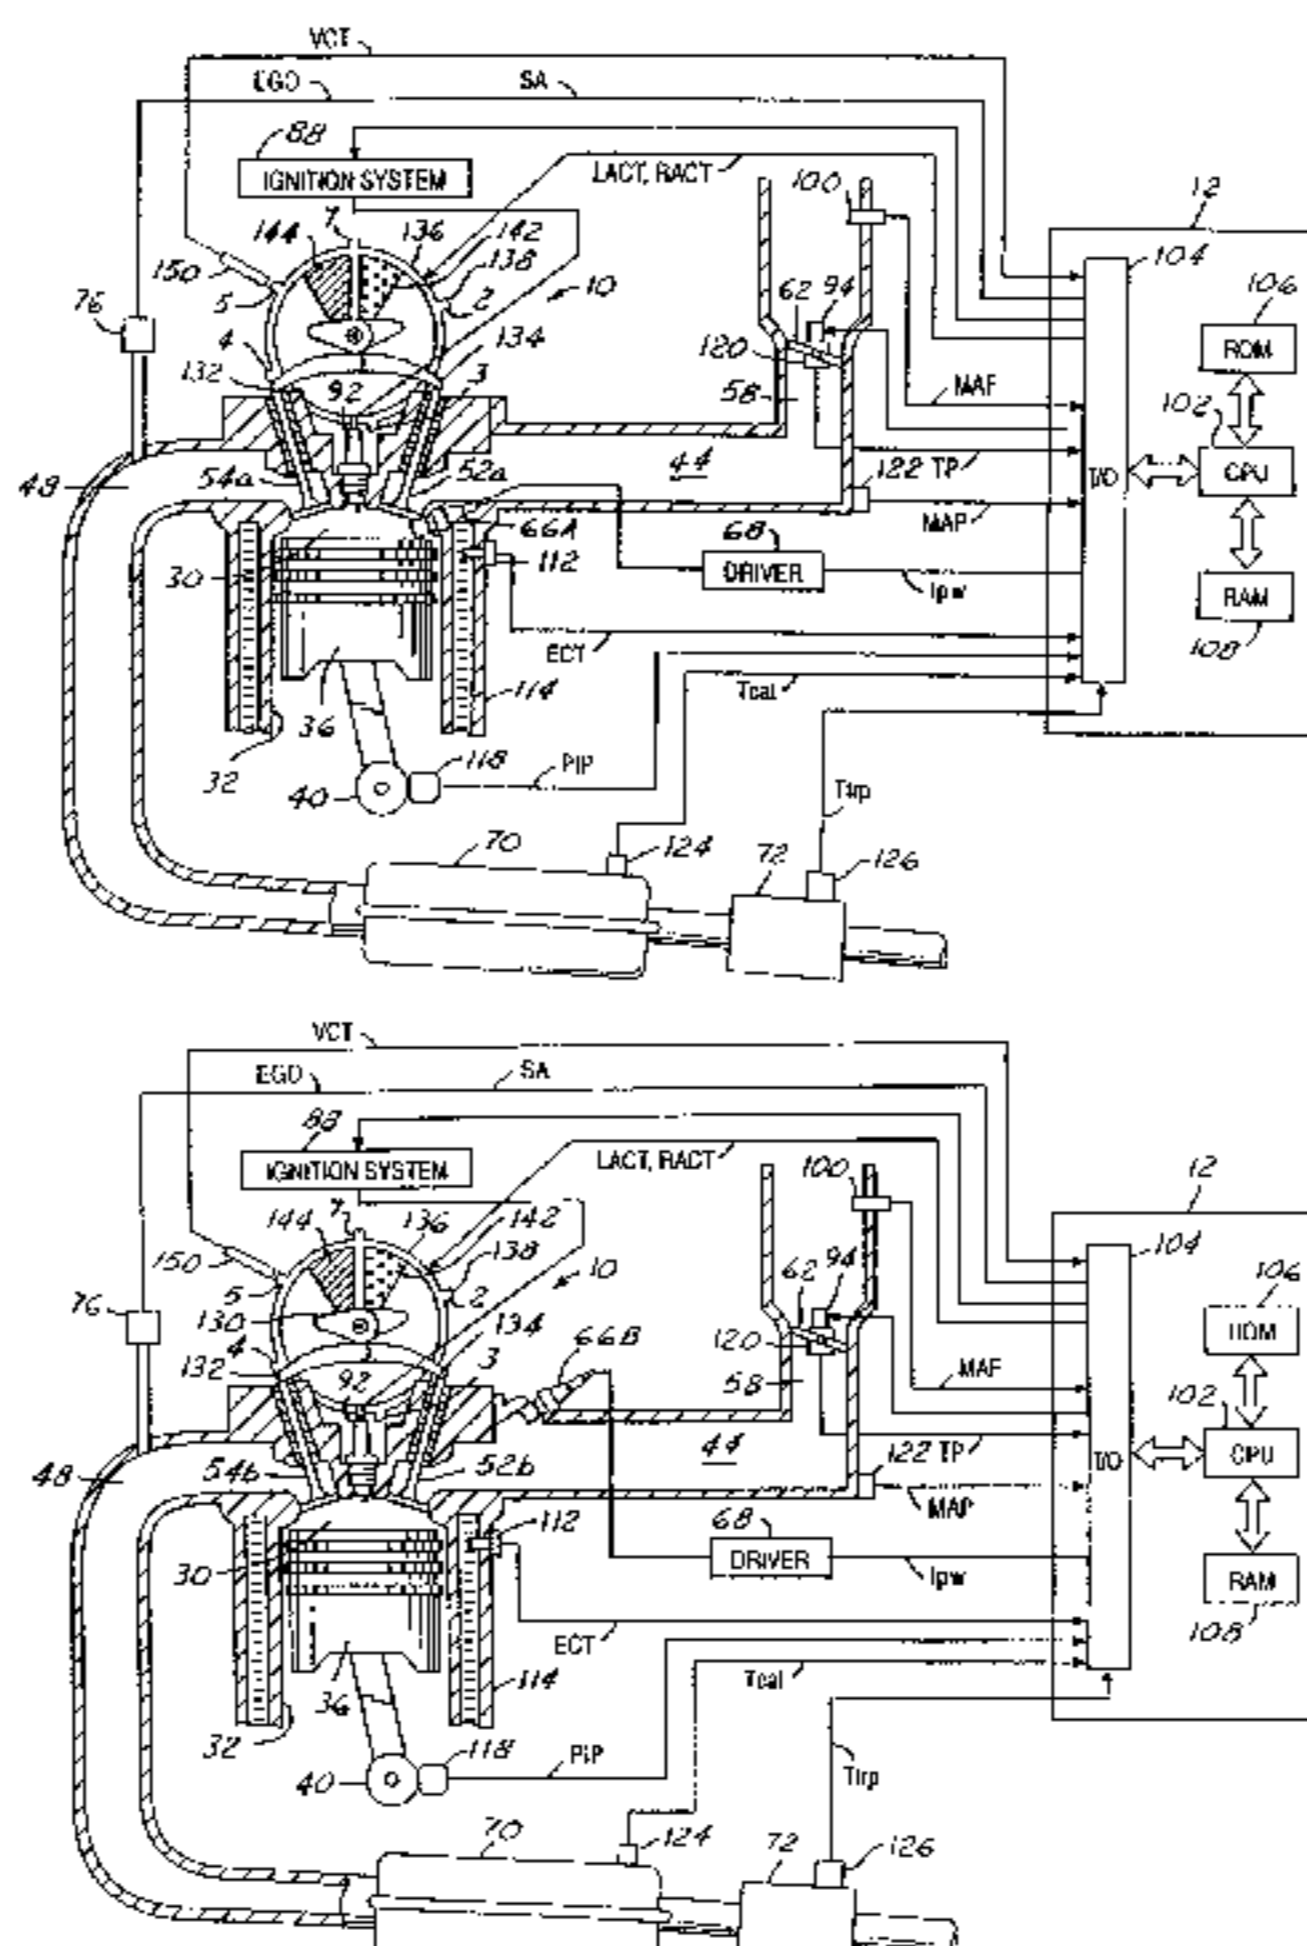 VCT
EGO SA
88
IGNITION SYSTEM
LACT, RACT
100
12
7
144
136
142
104
150
138
5
2
10
106
76
62
94
ROM
4
134
120
132
92
3
58
MAF
102
48
54a
52a
44
122 TP
I/O
CPU
66A
MAP
30
112
68
DRIVER
Ipw
RAM
ECT
108
36
114
Tcat
32
118
PIP
40
Ttrp
70
124
72
126
VCT
EGO SA
88
IGNITION SYSTEM
LACT, RACT
100
12
7
144
136
142
104
150
138
5
2
10
62
94
106
76
130
134
66B
120
ROM
4
132
92
3
58
MAF
102
48
54b
52b
44
122 TP
I/O
CPU
MAP
30
112
68
DRIVER
Ipw
RAM
ECT
108
36
114
Tcat
32
118
PIP
40
Ttrp
70
124
72
126